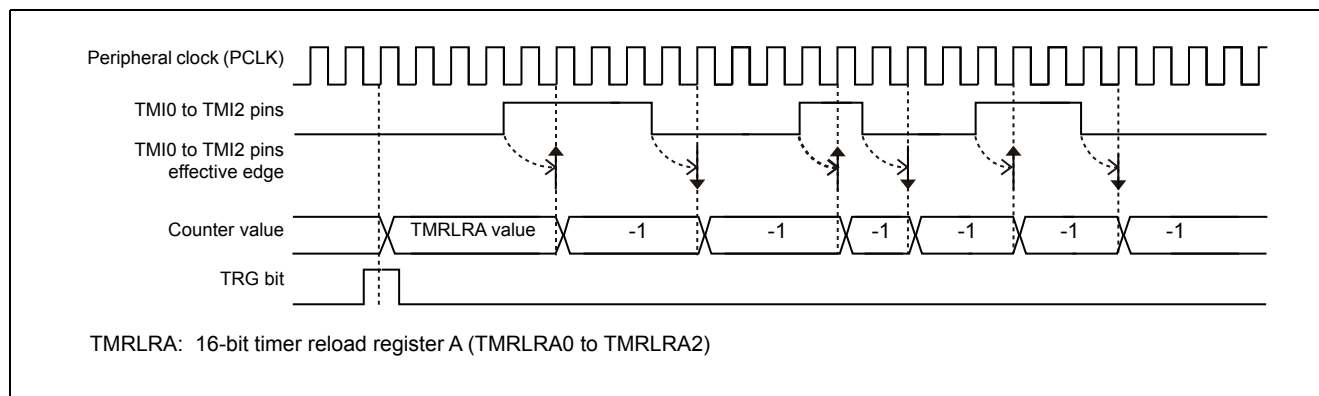 Peripheral clock (PCLK)
TMI0 to TMI2 pins
TMI0 to TMI2 pins
effective edge
Counter value
TMRLRA value
-1
-1
-1
-1
-1
-1
TRG bit
TMRLRA: 16-bit timer reload register A (TMRLRA0 to TMRLRA2)